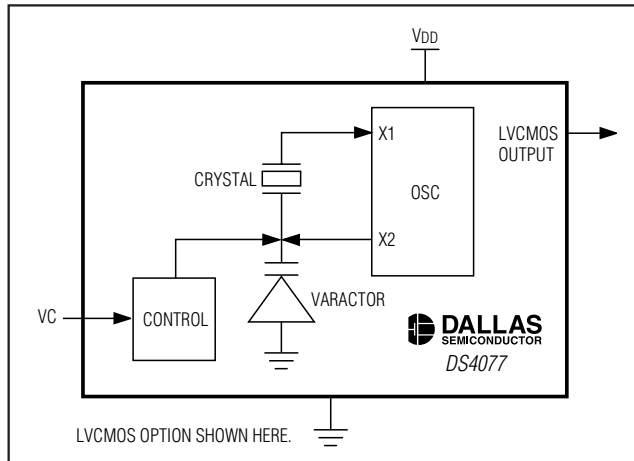 VDD
X1
LVCMOS
OUTPUT
CRYSTAL
OSC
X2
VARACTOR
VC
CONTROL
DALLAS
SEMICONDUCTOR
DS4077
LVCMOS OPTION SHOWN HERE.